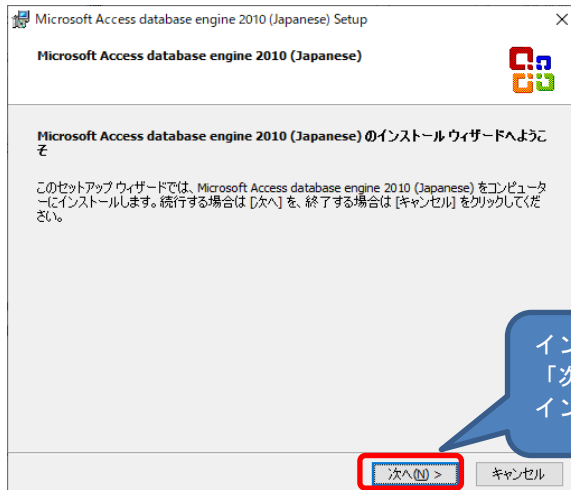 Microsoft Access database engine 2010 (Japanese) Setup
Microsoft Access database engine 2010 (Japanese)
Microsoft Access database engine 2010 (Japanese) のインストール ウィザードへようこ
そ
このセットアップ ウィザードでは、Microsoft Access database engine 2010 (Japanese) をコンピュータ
ーにインストールします。続行する場合は [次へ] を、終了する場合は [キャンセル] をクリックしてくだ
さい。
イン
「次
イン
次へ(N) >
キャンセル